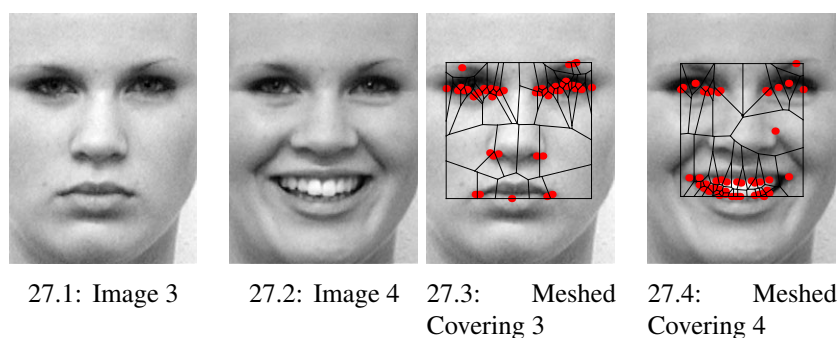 27.1: Image 3
27.2: Image 4
27.3: Meshed
Covering 3
27.4: Meshed
Covering 4